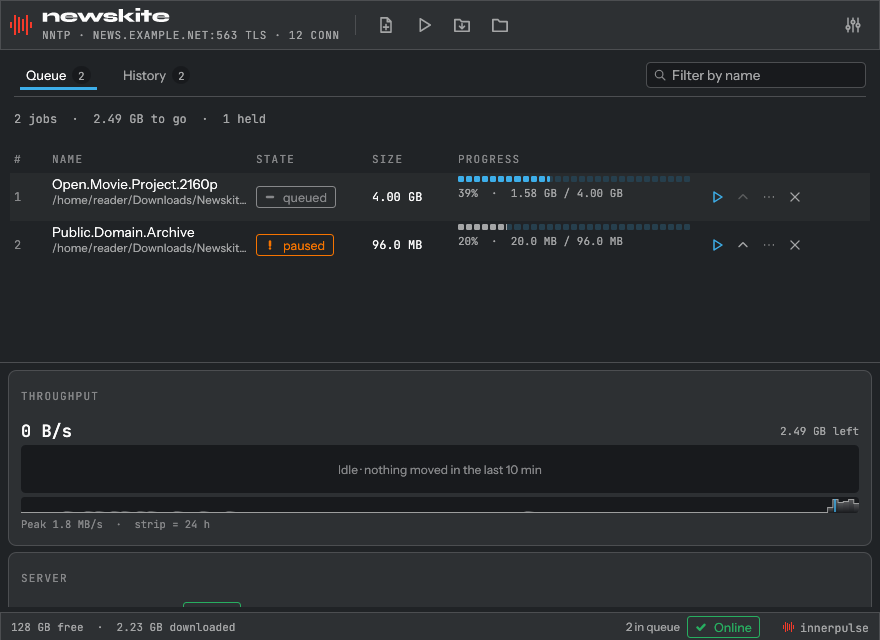 newskite
NNTP · NEWS.EXAMPLE.NET:563 TLS · 12 CONN
Queue 2 History 2
Filter by name
2 jobs · 2.49 GB to go · 1 held
# NAME STATE SIZE PROGRESS
1 Open.Movie.Project.2160p
/home/reader/Downloads/Newskit…
queued 4.00 GB 39% · 1.58 GB / 4.00 GB
2 Public.Domain.Archive
/home/reader/Downloads/Newskit…
! paused 96.0 MB 20% · 20.0 MB / 96.0 MB
THROUGHPUT
0 B/s 2.49 GB left
Idle · nothing moved in the last 10 min
Peak 1.8 MB/s · strip = 24 h
SERVER
128 GB free · 2.23 GB downloaded 2 in queue Online innerpulse